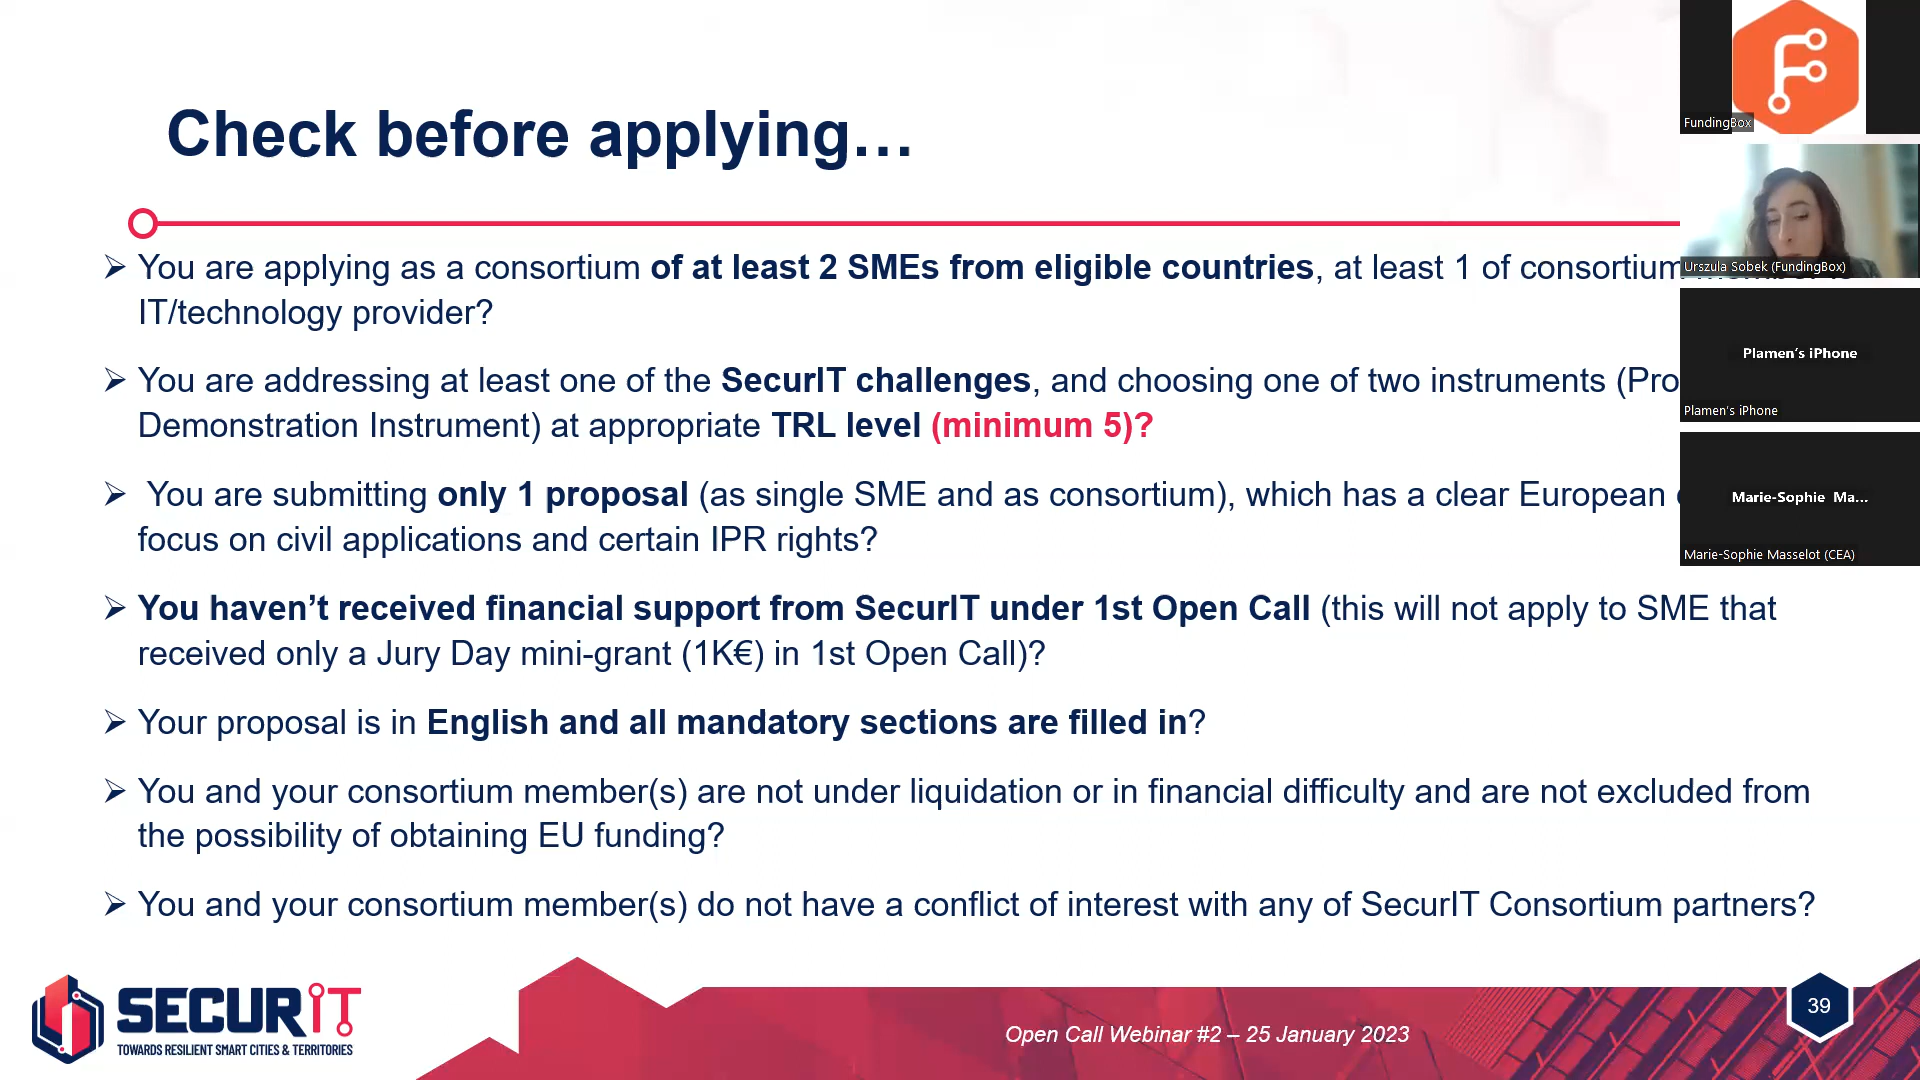 Check before applying…
➢ You are applying as a consortium of at least 2 SMEs from eligible countries, at least 1 of consortium
IT/technology provider?
➢ You are addressing at least one of the SecurIT challenges, and choosing one of two instruments (Pro
Demonstration Instrument) at appropriate TRL level (minimum 5)?
➢ You are submitting only 1 proposal (as single SME and as consortium), which has a clear European
focus on civil applications and certain IPR rights?
➢ You haven’t received financial support from SecurIT under 1st Open Call (this will not apply to SME that
received only a Jury Day mini-grant (1K€) in 1st Open Call)?
➢ Your proposal is in English and all mandatory sections are filled in?
➢ You and your consortium member(s) are not under liquidation or in financial difficulty and are not excluded from
the possibility of obtaining EU funding?
➢ You and your consortium member(s) do not have a conflict of interest with any of SecurIT Consortium partners?
SECURIT
TOWARDS RESILIENT SMART CITIES & TERRITORIES
Open Call Webinar #2 – 25 January 2023
39
FundingBox
Urszula Sobek (FundingBox)
Plamen's iPhone
Plamen's iPhone
Marie-Sophie Ma...
Marie-Sophie Masselot (CEA)